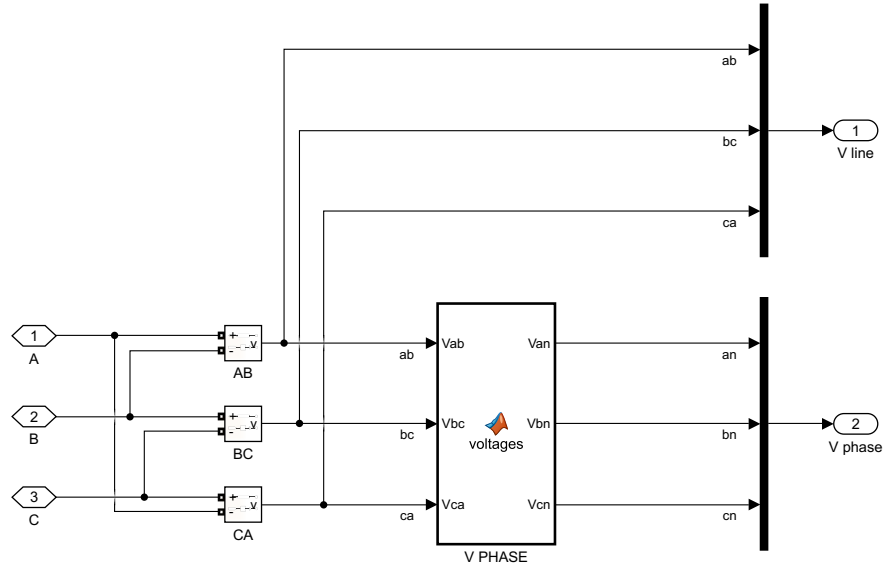 ab
1
bc
V line
ca
1
+ -
v
ab
Vab
Van
an
A
-
AB
2
+ -
v
bc
Vbc
Vbn
bn
2
B
-
BC
voltages
V phase
3
+ -
v
ca
Vca
Vcn
cn
C
-
CA
V PHASE